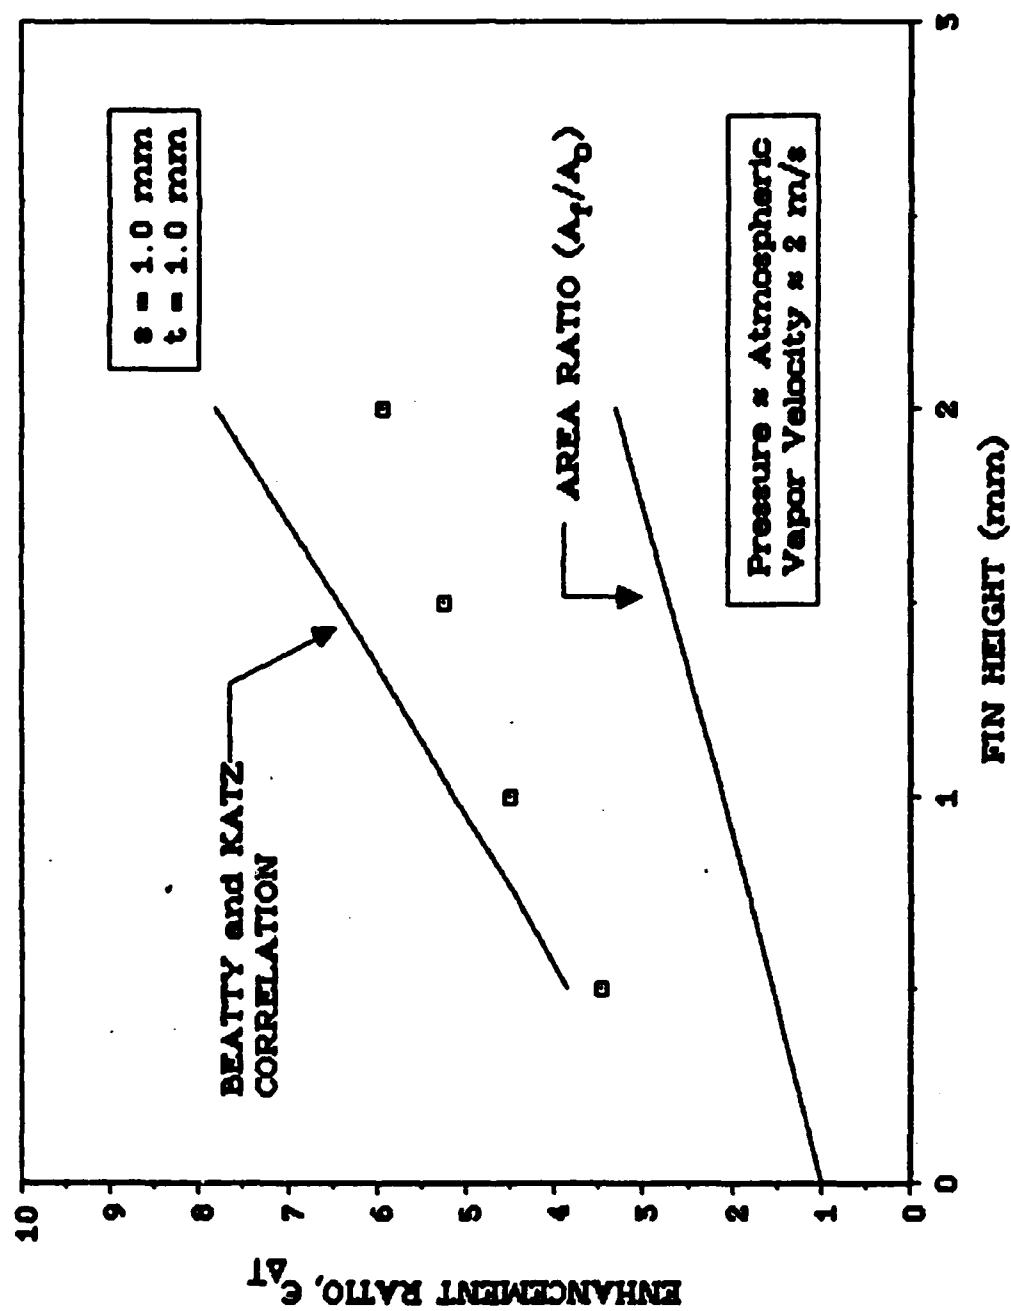 ENHANCEMENT RATIO, ϵΔT
10
9
8
7
6
5
4
3
2
1
0
s = 1.0 mm
t = 1.0 mm
BEATTY and KATZ
CORRELATION
AREA RATIO (Af/Ao)
Pressure ≈ Atmospheric
Vapor Velocity ≈ 2 m/s
0
1
2
3
FIN HEIGHT (mm)